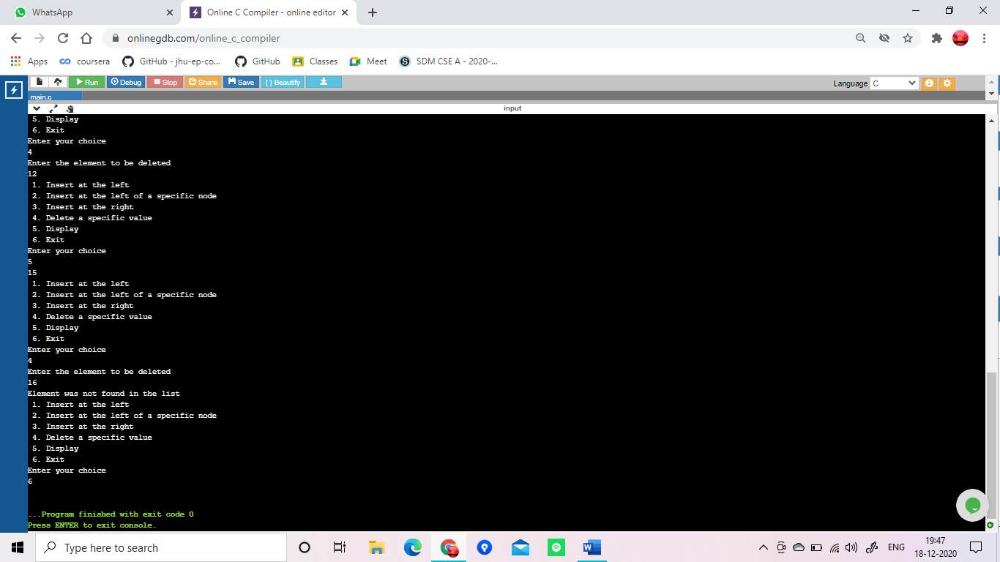 WhatsApp
Online C Compiler - online editor
onlinegdb.com/online_c_compiler
Apps coursera GitHub - jhu-ep-co... GitHub Classes Meet SDM CSE A - 2020-...
Run Debug Stop Share Save { } Beautify Language C
main.c
input
5. Display
6. Exit
Enter your choice
4
Enter the element to be deleted
12
1. Insert at the left
2. Insert at the left of a specific node
3. Insert at the right
4. Delete a specific value
5. Display
6. Exit
Enter your choice
5
15
1. Insert at the left
2. Insert at the left of a specific node
3. Insert at the right
4. Delete a specific value
5. Display
6. Exit
Enter your choice
4
Enter the element to be deleted
16
Element was not found in the list
1. Insert at the left
2. Insert at the left of a specific node
3. Insert at the right
4. Delete a specific value
5. Display
6. Exit
Enter your choice
6
...Program finished with exit code 0
Press ENTER to exit console.
Type here to search
ENG
19:47
18-12-2020